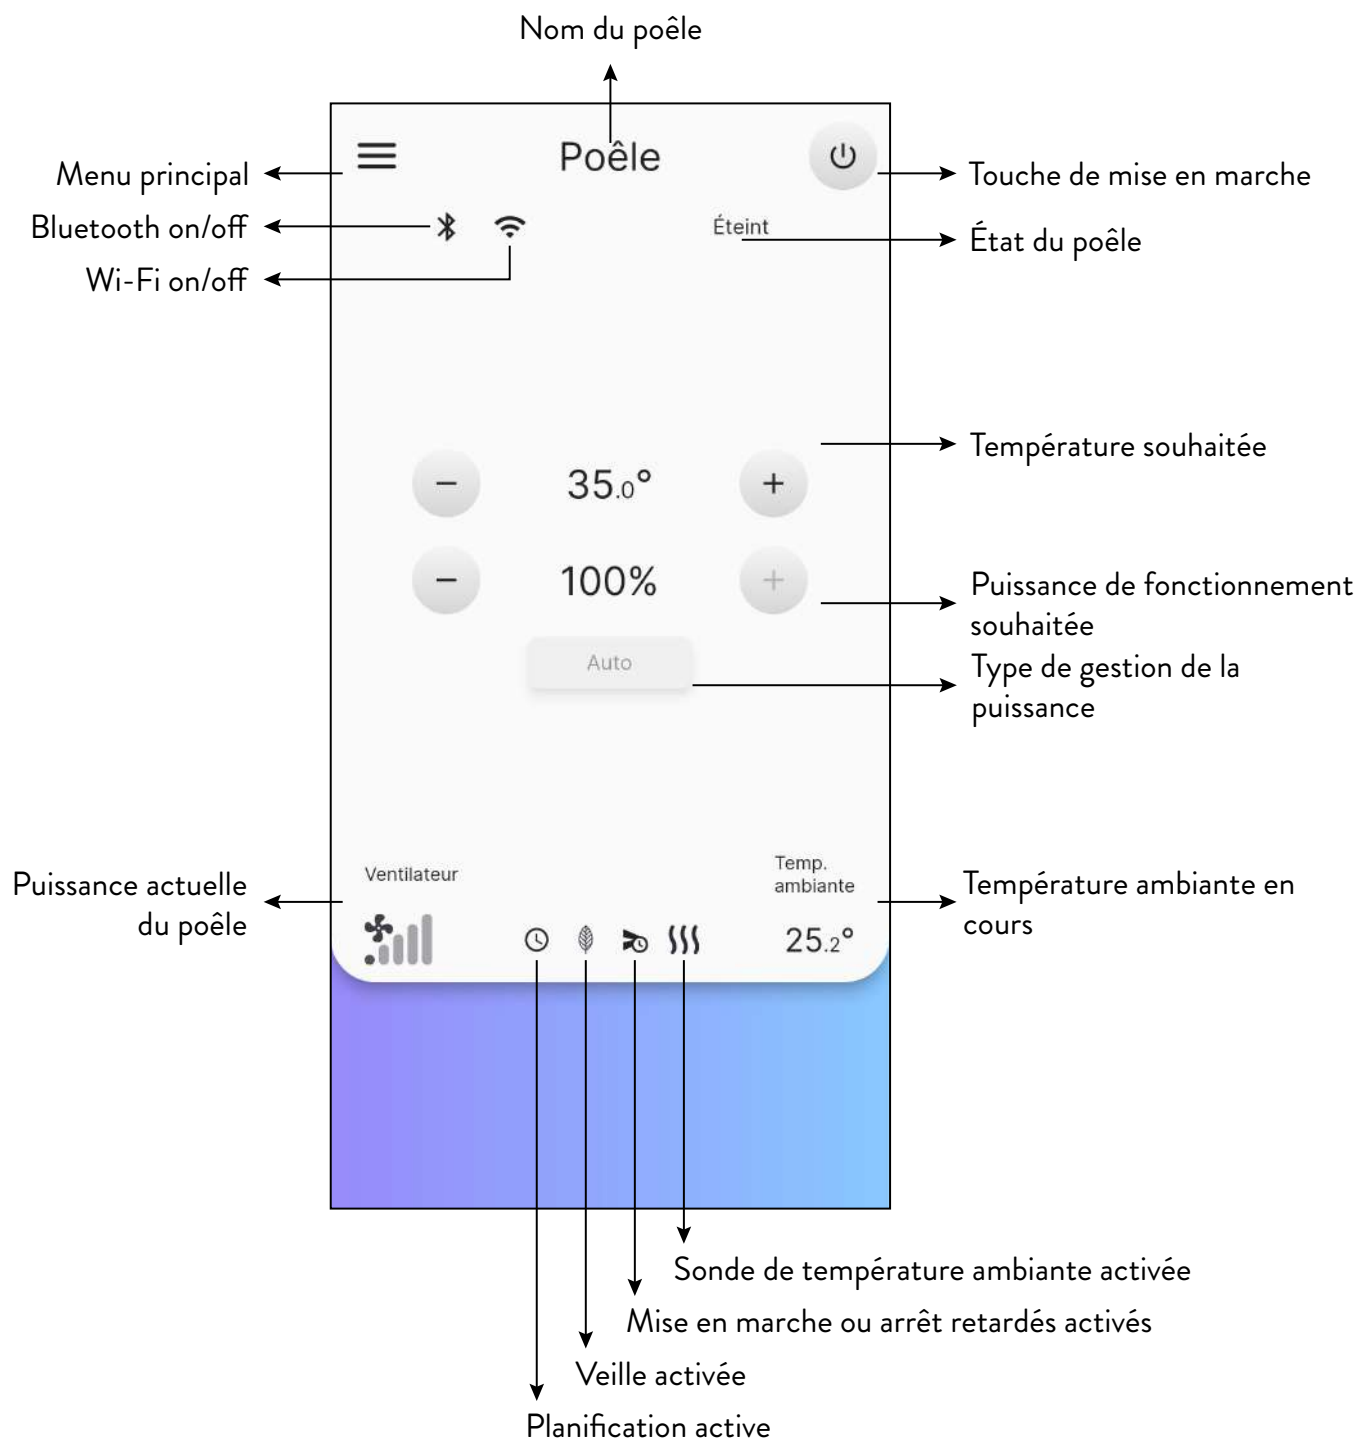 Nom du poêle
Poêle
Menu principal
Touche de mise en marche
Bluetooth on/off
Éteint
État du poêle
Wi-Fi on/off
Température souhaitée
− 35.0° +
− 100% +
Puissance de fonctionnement
souhaitée
Auto
Type de gestion de la
puissance
Ventilateur
Temp.
ambiante
Puissance actuelle
du poêle
Température ambiante en
cours
25.2°
Sonde de température ambiante activée
Mise en marche ou arrêt retardés activés
Veille activée
Planification active